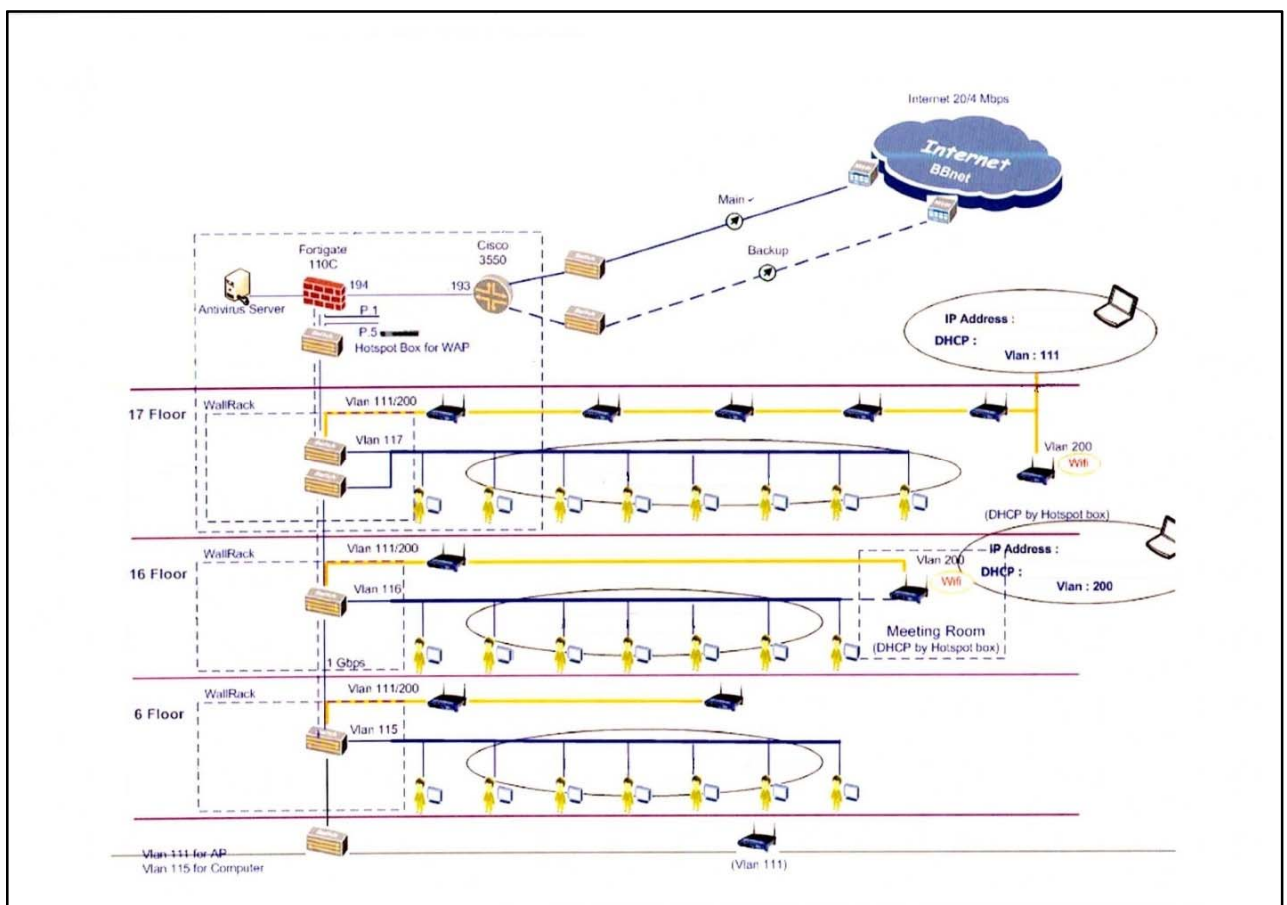 Internet 20/4 Mbps
Internet
BBnet
Main
Backup
Fortigate
110C
Cisco
3550
194
.193
Antivirus Server
P.1
P.5
Hotspot Box for WAP
IP Address :
DHCP :
Vlan : 111
17 Floor
WallRack
Vlan 111/200
Vlan 117
Vlan 200
Wifi
(DHCP by Hotspot box)
16 Floor
WallRack
Vlan 111/200
Vlan 116
Vlan 200
Wifi
IP Address :
DHCP :
Vlan : 200
Meeting Room
(DHCP by Hotspot box)
1 Gbps
6 Floor
WallRack
Vlan 111/200
Vlan 115
Vlan 111 for AP
Vlan 115 for Computer
(Vlan 111)